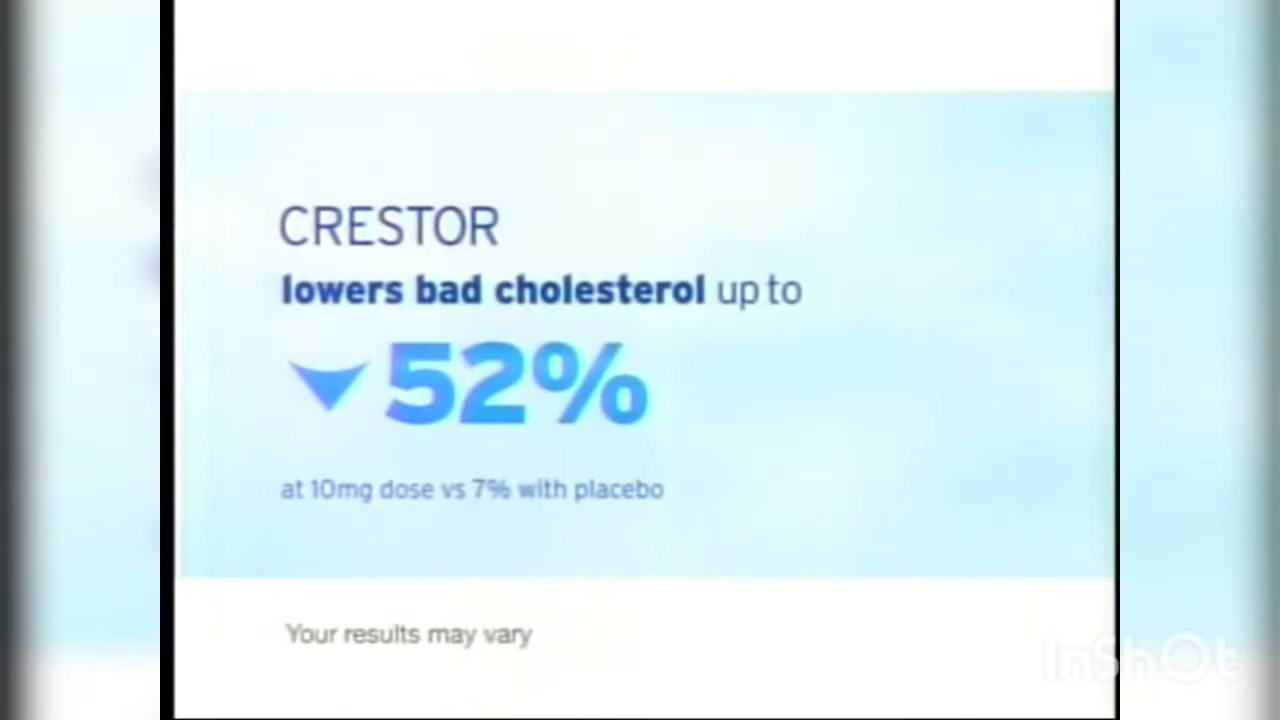 CRESTOR
lowers bad cholesterol up to
52%
at 10mg dose vs 7% with placebo
Your results may vary
InShOt